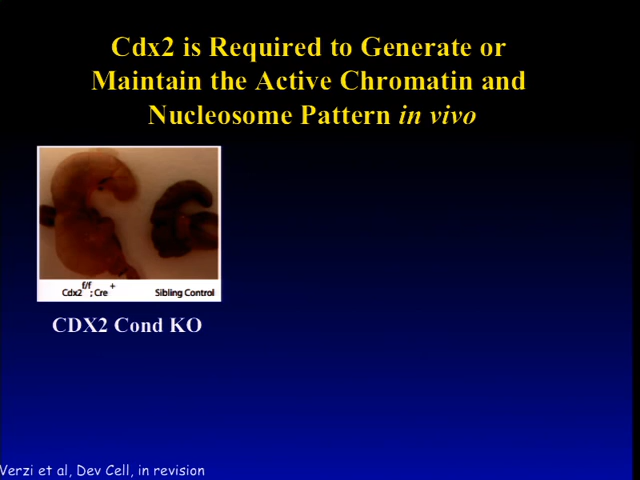 Cdx2 is Required to Generate or
Maintain the Active Chromatin and
Nucleosome Pattern in vivo
Cdx2 f/f ; Cre + Sibling Control
CDX2 Cond KO
Verzi et al, Dev Cell, in revision